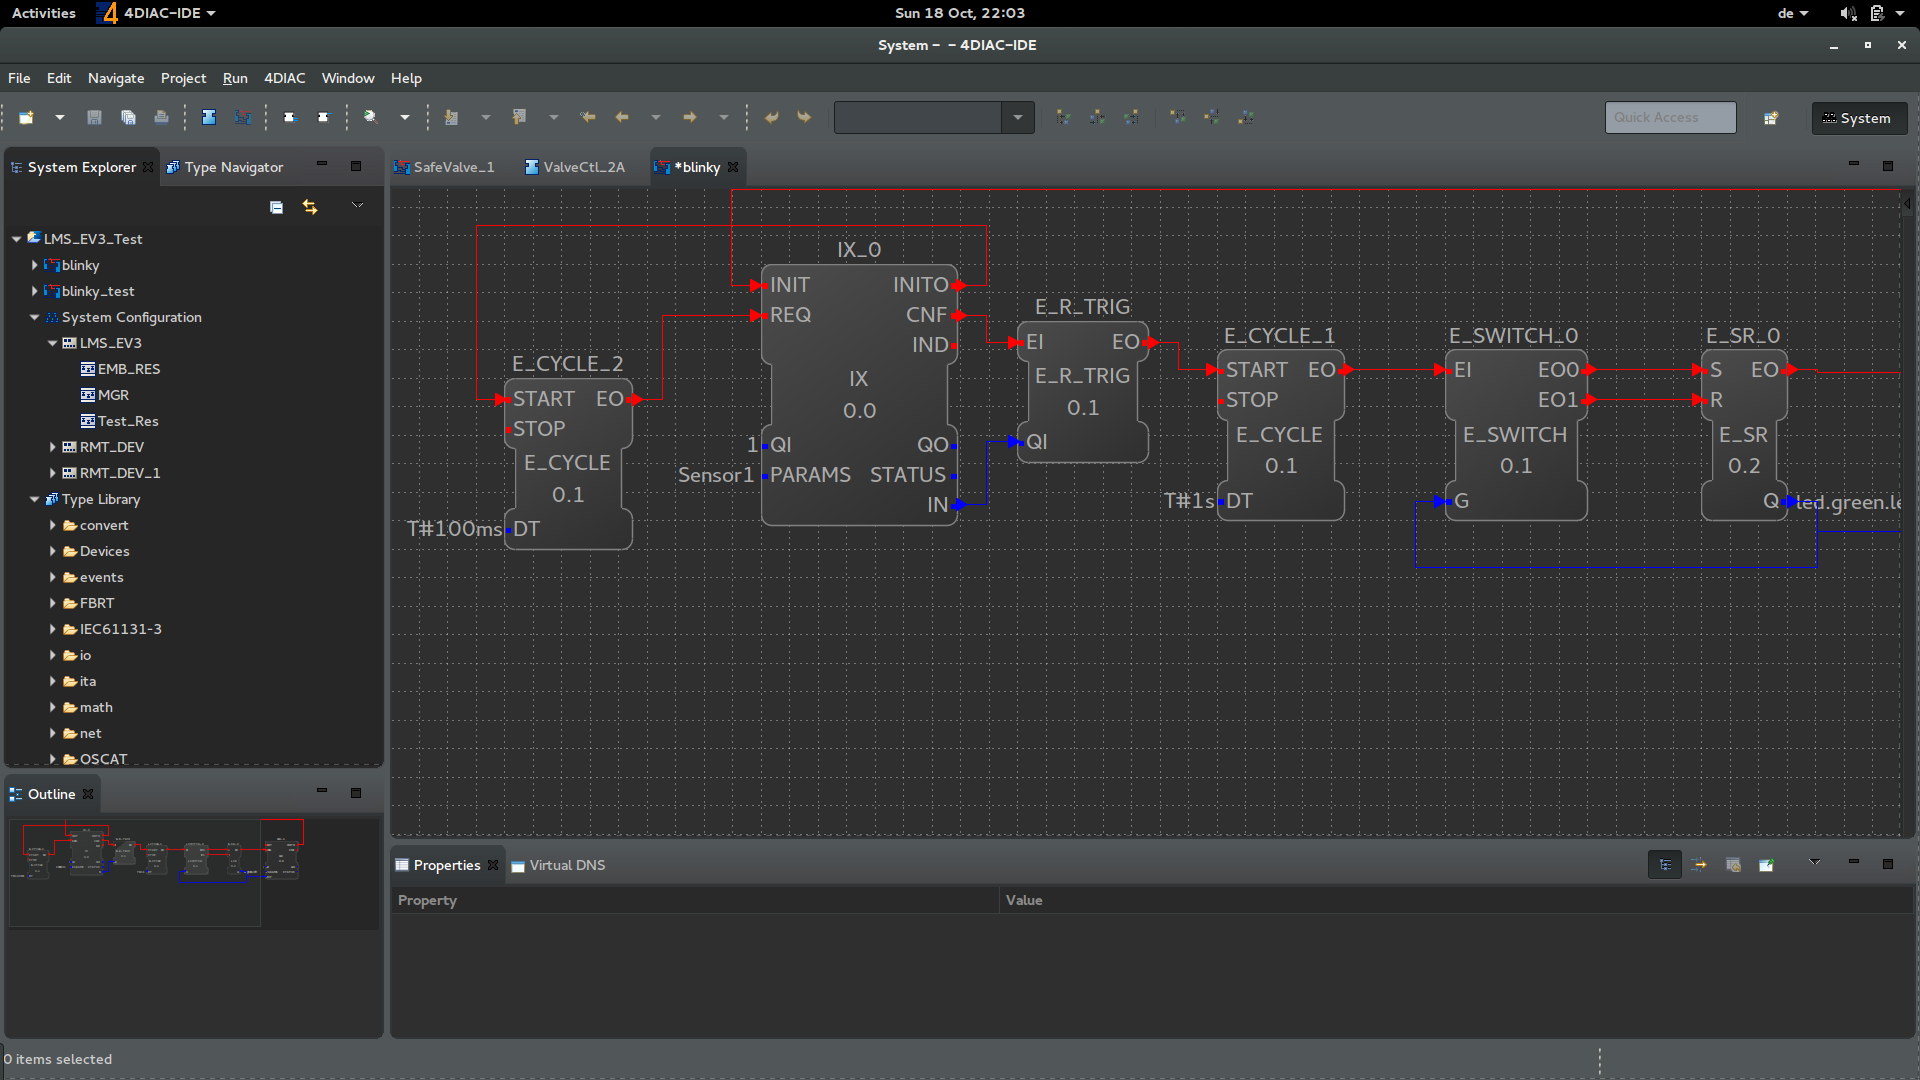 Activities 4DIAC-IDE Sun 18 Oct, 22:03 de
System - - 4DIAC-IDE
File Edit Navigate Project Run 4DIAC Window Help
Quick Access System
System Explorer Type Navigator
LMS_EV3_Test
blinky
blinky_test
System Configuration
LMS_EV3
EMB_RES
MGR
Test_Res
RMT_DEV
RMT_DEV_1
Type Library
convert
Devices
events
FBRT
IEC61131-3
io
ita
math
net
OSCAT
Outline
SafeValve_1 ValveCtl_2A *blinky
E_CYCLE_2
START EO
STOP
E_CYCLE
0.1
T#100ms DT
IX_0
INIT INITO
REQ CNF
IND
IX
0.0
1 QI QO
Sensor1 PARAMS STATUS
IN
E_R_TRIG
EI EO
E_R_TRIG
0.1
QI
E_CYCLE_1
START EO
STOP
E_CYCLE
0.1
T#1s DT
E_SWITCH_0
EI EO0
EO1
E_SWITCH
0.1
G
E_SR_0
S EO
R
E_SR
0.2
Q led.green.le
Properties Virtual DNS
Property Value
0 items selected